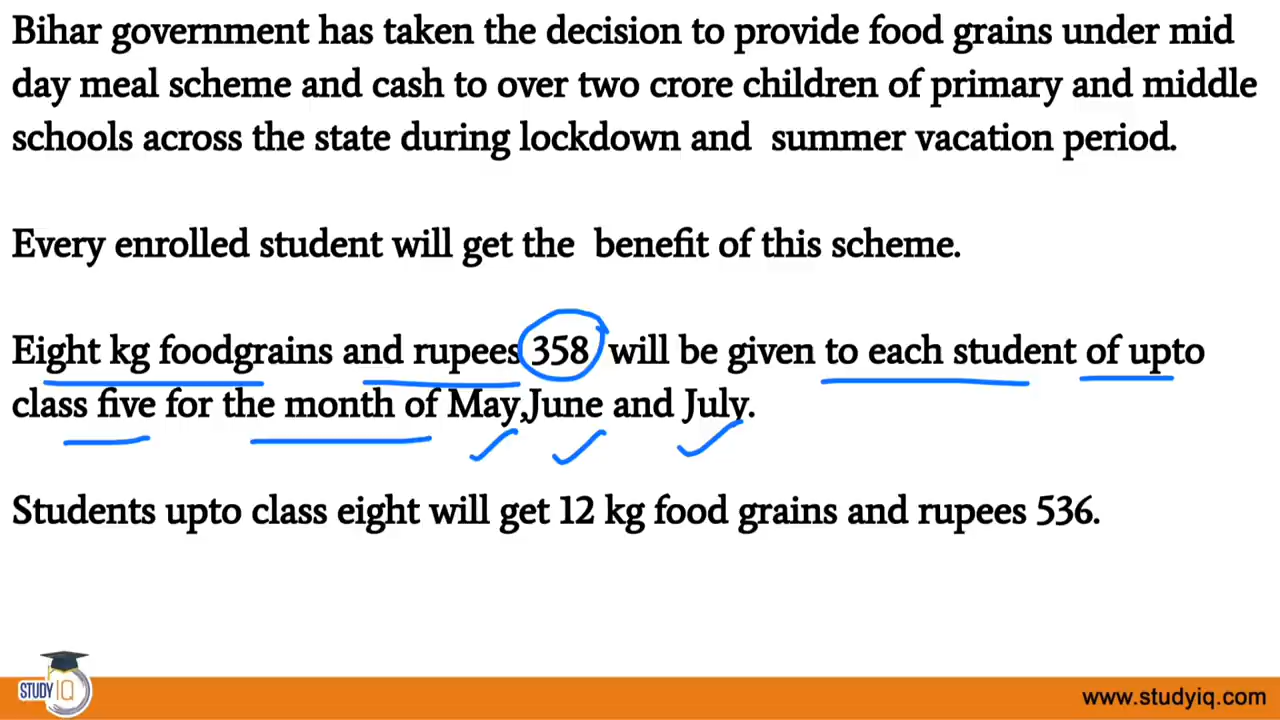 Bihar government has taken the decision to provide food grains under mid
day meal scheme and cash to over two crore children of primary and middle
schools across the state during lockdown and summer vacation period.
Every enrolled student will get the benefit of this scheme.
Eight kg foodgrains and rupees 358 will be given to each student of upto
class five for the month of May,June and July.
Students upto class eight will get 12 kg food grains and rupees 536.
STUDY IQ
www.studyiq.com